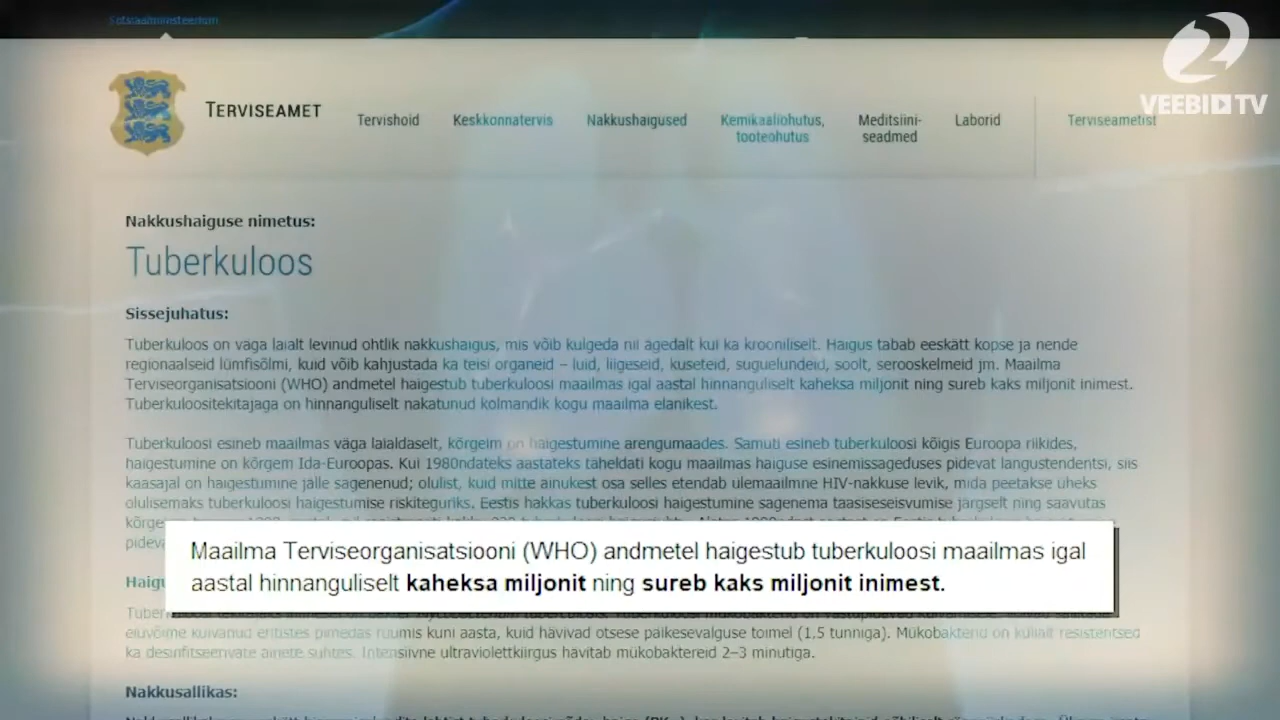 Sotsiaalministeerium
2
VEEBI TV
TERVISEAMET
Tervishoid
Keskkonnatervis
Nakkushaigused
Kemikaaliohutus,
tooteohutus
Meditsiini-
seadmed
Laborid
Terviseametist
Nakkushaiguse nimetus:
Tuberkuloos
Sissejuhatus:
Tuberkuloos on väga laialt levinud ohtlik nakkushaigus, mis võib kulgeda nii ägedalt kui ka krooniliselt. Haigus tabab eeskätt kopse ja nende
regionaalseid lümfisõlmi, kuid võib kahjustada ka teisi organeid – luid, liigeseid, kuseteid, suguelundeid, soolt, serooskelmeid jm. Maailma
Terviseorganisatsiooni (WHO) andmetel haigestub tuberkuloosi maailmas igal aastal hinnanguliselt kaheksa miljonit ning sureb kaks miljonit inimest.
Tuberkuloositekitajaga on hinnanguliselt nakatunud kolmandik kogu maailma elanikest.
Tuberkuloosi esineb maailmas väga laialdaselt, kõrgeim on haigestumine arengumaades. Samuti esineb tuberkuloosi kõigis Euroopa riikides,
haigestumine on kõrgem Ida-Euroopas. Kui 1980ndateks aastateks täheldati kogu maailmas haiguse esinemissageduses pidevat langustendentsi, siis
kaasajal on haigestumine jälle sagenenud; olulist, kuid mitte ainukest osa selles etendab ülemaailmne HIV-nakkuse levik, mida peetakse üheks
olulisemaks tuberkuloosi haigestumise riskiteguriks. Eestis hakkas tuberkuloosi haigestumine sagenema taasiseseisvumise järgselt ning saavutas
Maailma Terviseorganisatsiooni (WHO) andmetel haigestub tuberkuloosi maailmas igal
aastal hinnanguliselt kaheksa miljonit ning sureb kaks miljonit inimest.
eluvõime kuivanud eritistes pimedas ruumis kuni aasta, kuid hävivad otsese päikesevalguse toimel (1,5 tunniga). Mükobakterid on küllalt resistentsed
ka desinfitseerivate ainete suhtes. Intensiivne ultraviolettkiirgus hävitab mükobaktereid 2–3 minutiga.
Nakkusallikas: